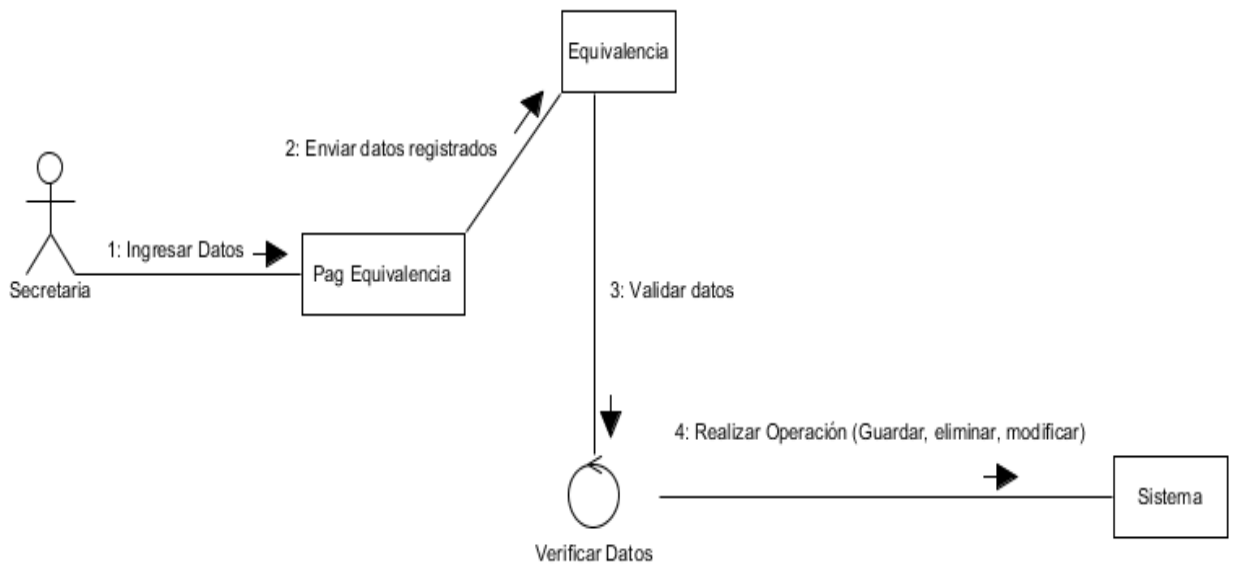 Equivalencia
2: Enviar datos registrados
1: Ingresar Datos
Pag Equivalencia
Secretaria
3: Validar datos
4: Realizar Operación (Guardar, eliminar, modificar)
Sistema
Verificar Datos